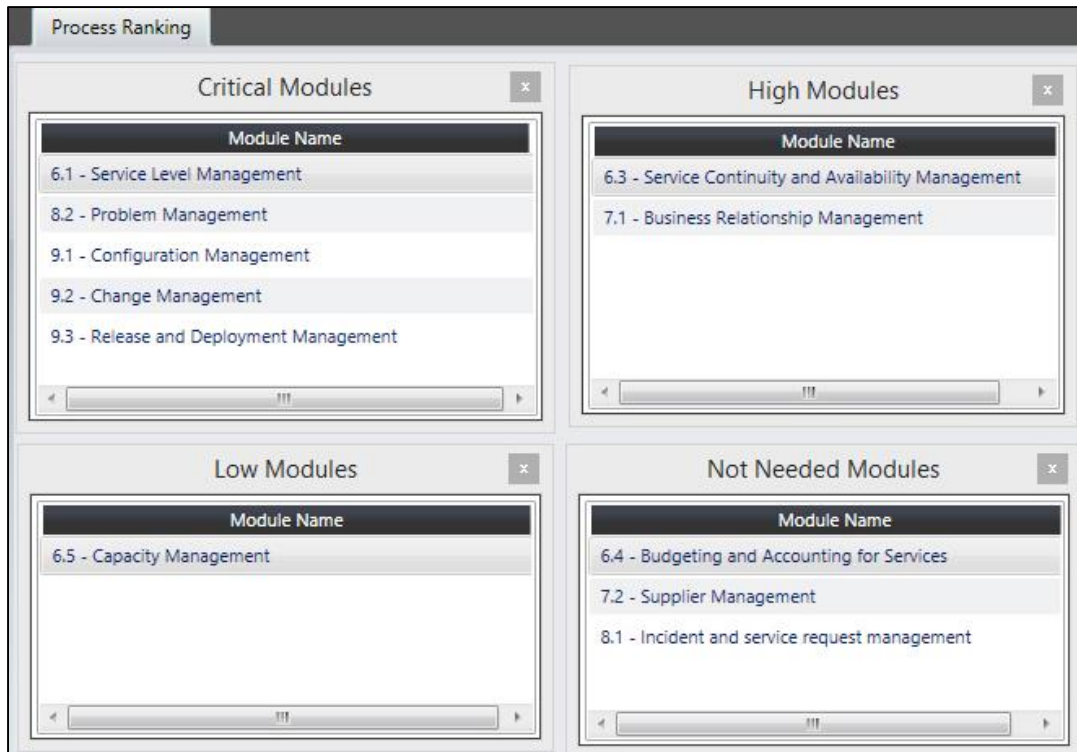 Process Ranking
Critical Modules
x
Module Name
6.1 - Service Level Management
8.2 - Problem Management
9.1 - Configuration Management
9.2 - Change Management
9.3 - Release and Deployment Management
High Modules
x
Module Name
6.3 - Service Continuity and Availability Management
7.1 - Business Relationship Management
Low Modules
x
Module Name
6.5 - Capacity Management
Not Needed Modules
x
Module Name
6.4 - Budgeting and Accounting for Services
7.2 - Supplier Management
8.1 - Incident and service request management